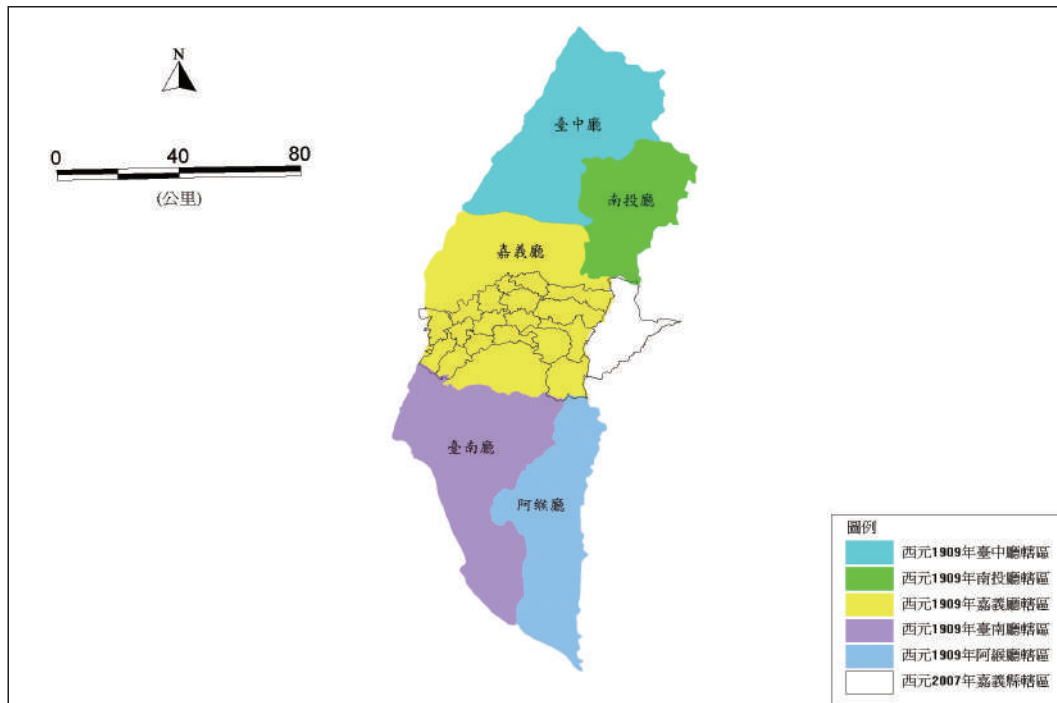 N
0 40 80
(公里)
臺中廳
南投廳
嘉義廳
臺南廳
阿緱廳
圖例
西元1909年臺中廳轄區
西元1909年南投廳轄區
西元1909年嘉義廳轄區
西元1909年臺南廳轄區
西元1909年阿緱廳轄區
西元2007年嘉義縣轄區